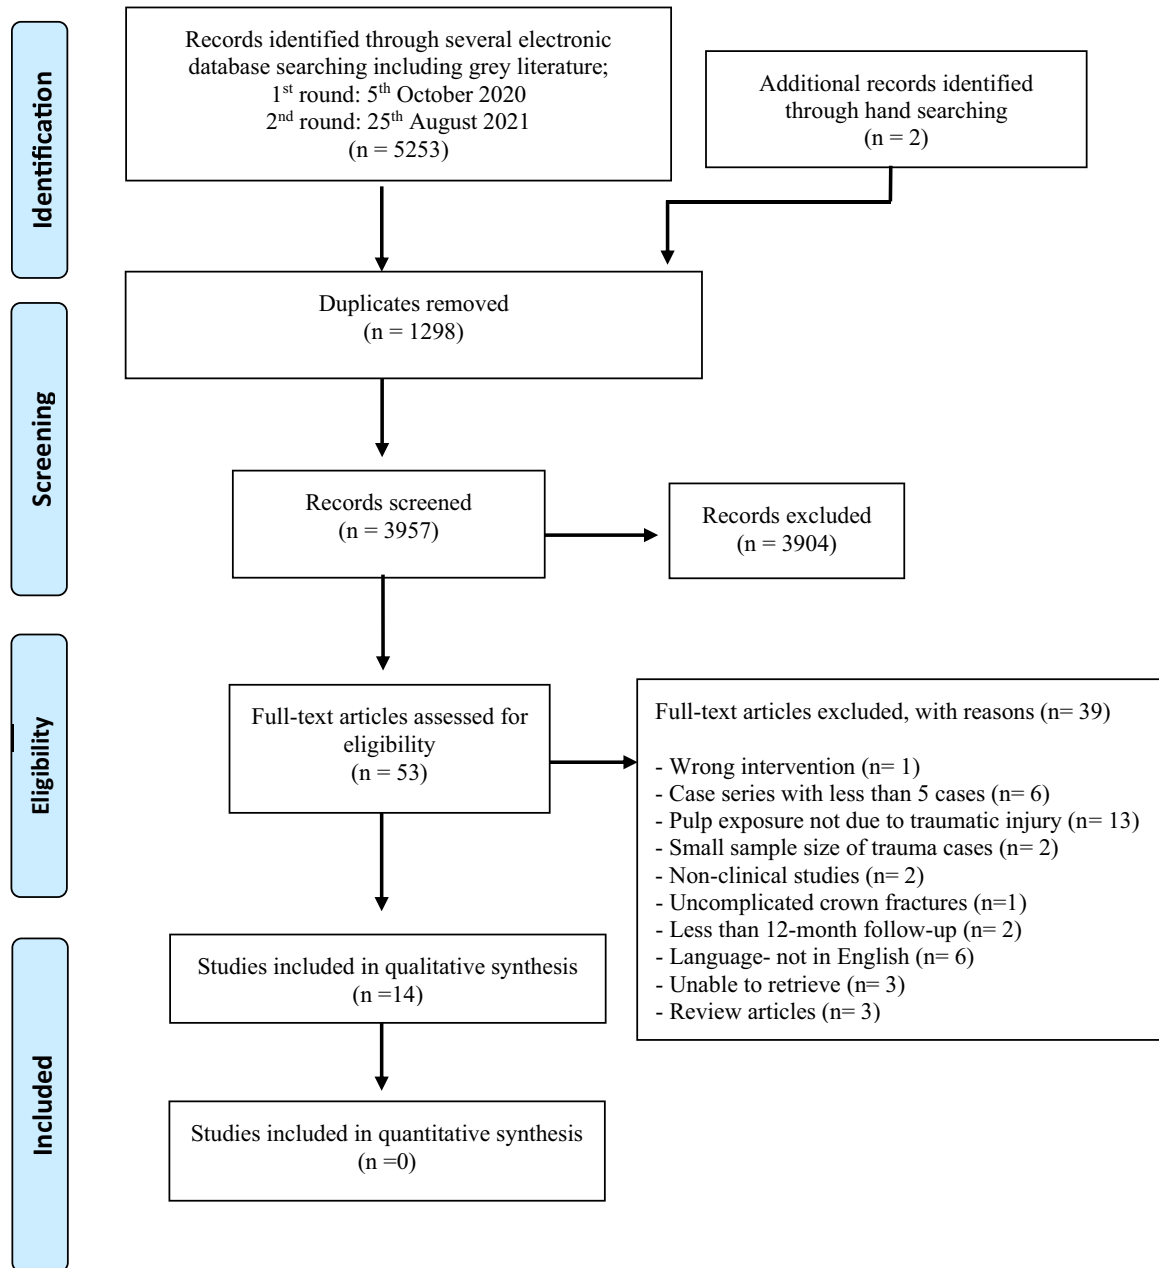 Identification
Records identified through several electronic
database searching including grey literature;
1st round: 5th October 2020
2nd round: 25th August 2021
(n = 5253)
Additional records identified
through hand searching
(n = 2)
Screening
Duplicates removed
(n = 1298)
Records screened
(n = 3957)
Records excluded
(n = 3904)
Eligibility
Full-text articles assessed for
eligibility
(n = 53)
Full-text articles excluded, with reasons (n= 39)
- Wrong intervention (n= 1)
- Case series with less than 5 cases (n= 6)
- Pulp exposure not due to traumatic injury (n= 13)
- Small sample size of trauma cases (n= 2)
- Non-clinical studies (n= 2)
- Uncomplicated crown fractures (n=1)
- Less than 12-month follow-up (n= 2)
- Language- not in English (n= 6)
- Unable to retrieve (n= 3)
- Review articles (n= 3)
Included
Studies included in qualitative synthesis
(n =14)
Studies included in quantitative synthesis
(n =0)